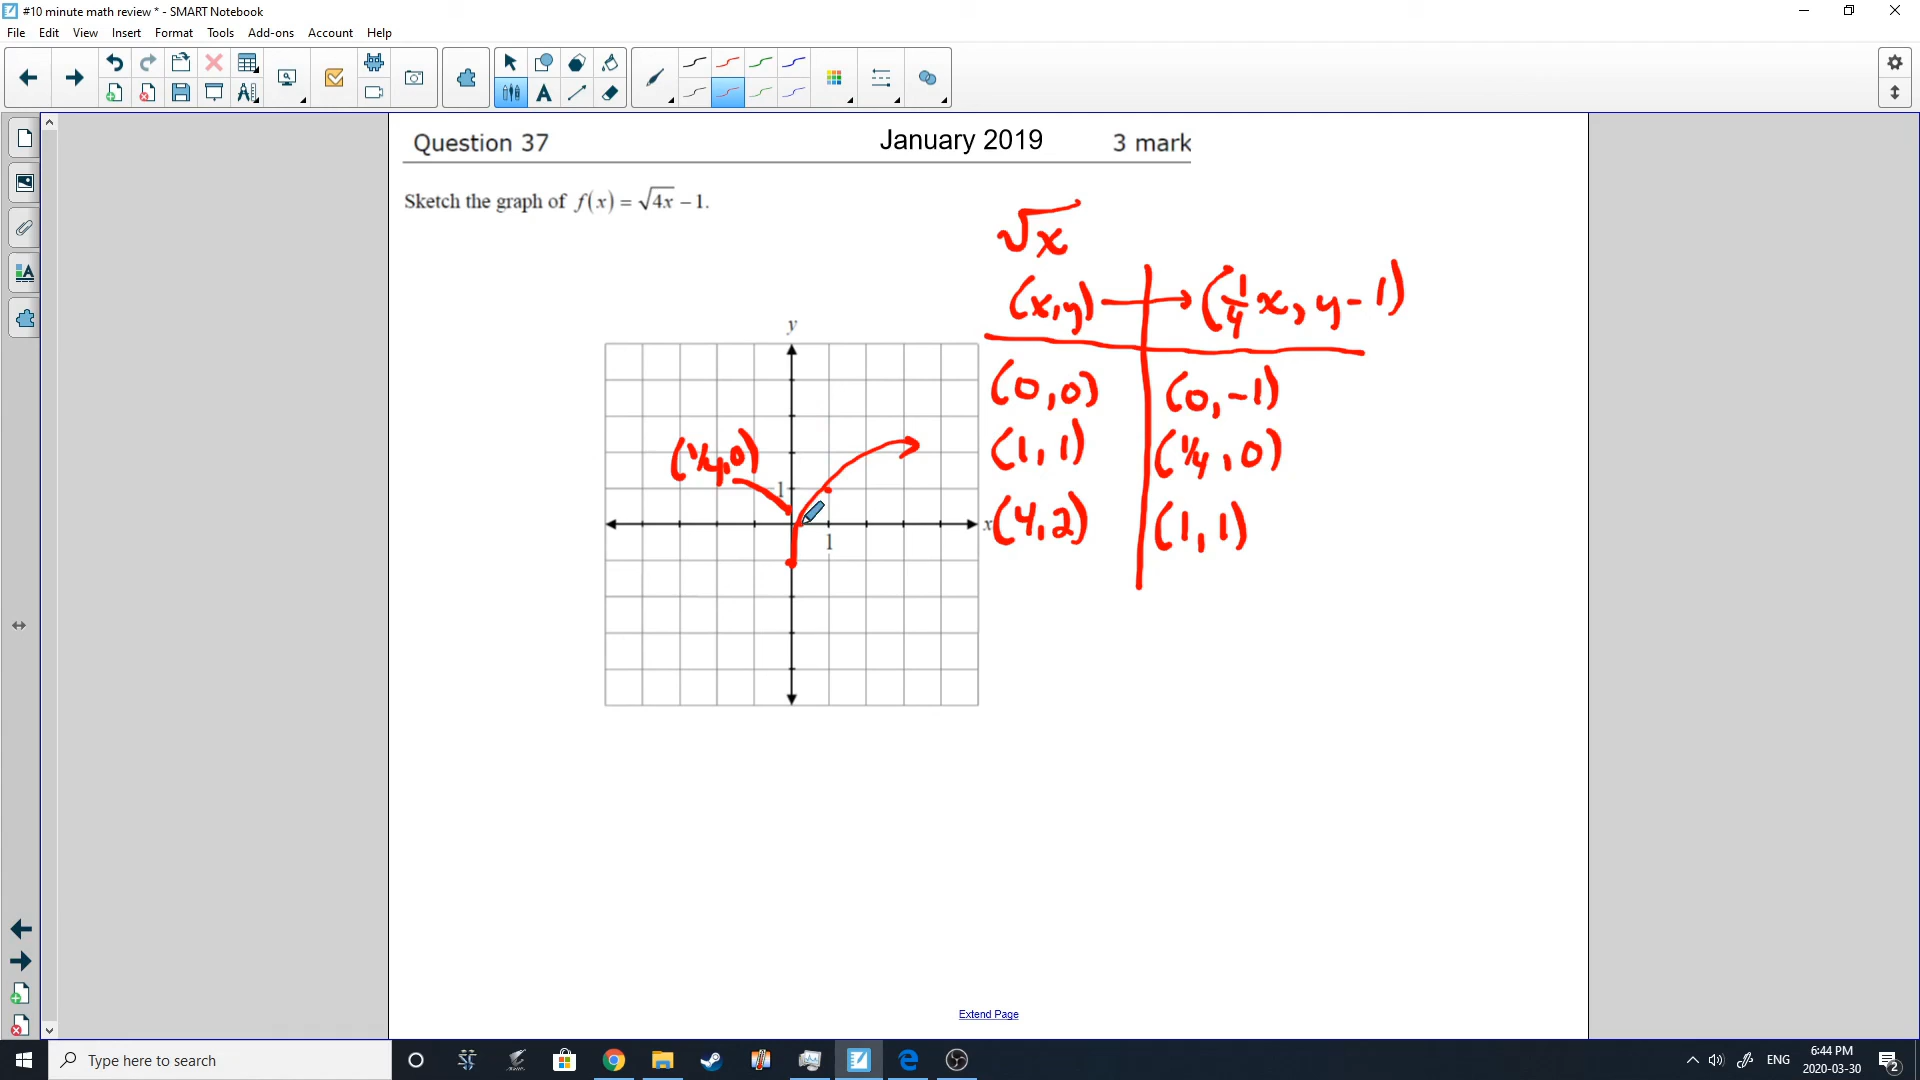 #10 minute math review * - SMART Notebook
File Edit View Insert Format Tools Add-ons Account Help
Question 37 January 2019 3 mark
Sketch the graph of f(x) = √4x − 1.
√x
(x,y) → (1/4 x, y-1)
(0,0) (0,-1)
(1,1) (1/4,0)
(4,2) (1,1)
y
(1/4,0)
1
x
1
Extend Page
Type here to search
ENG
6:44 PM
2020-03-30
2